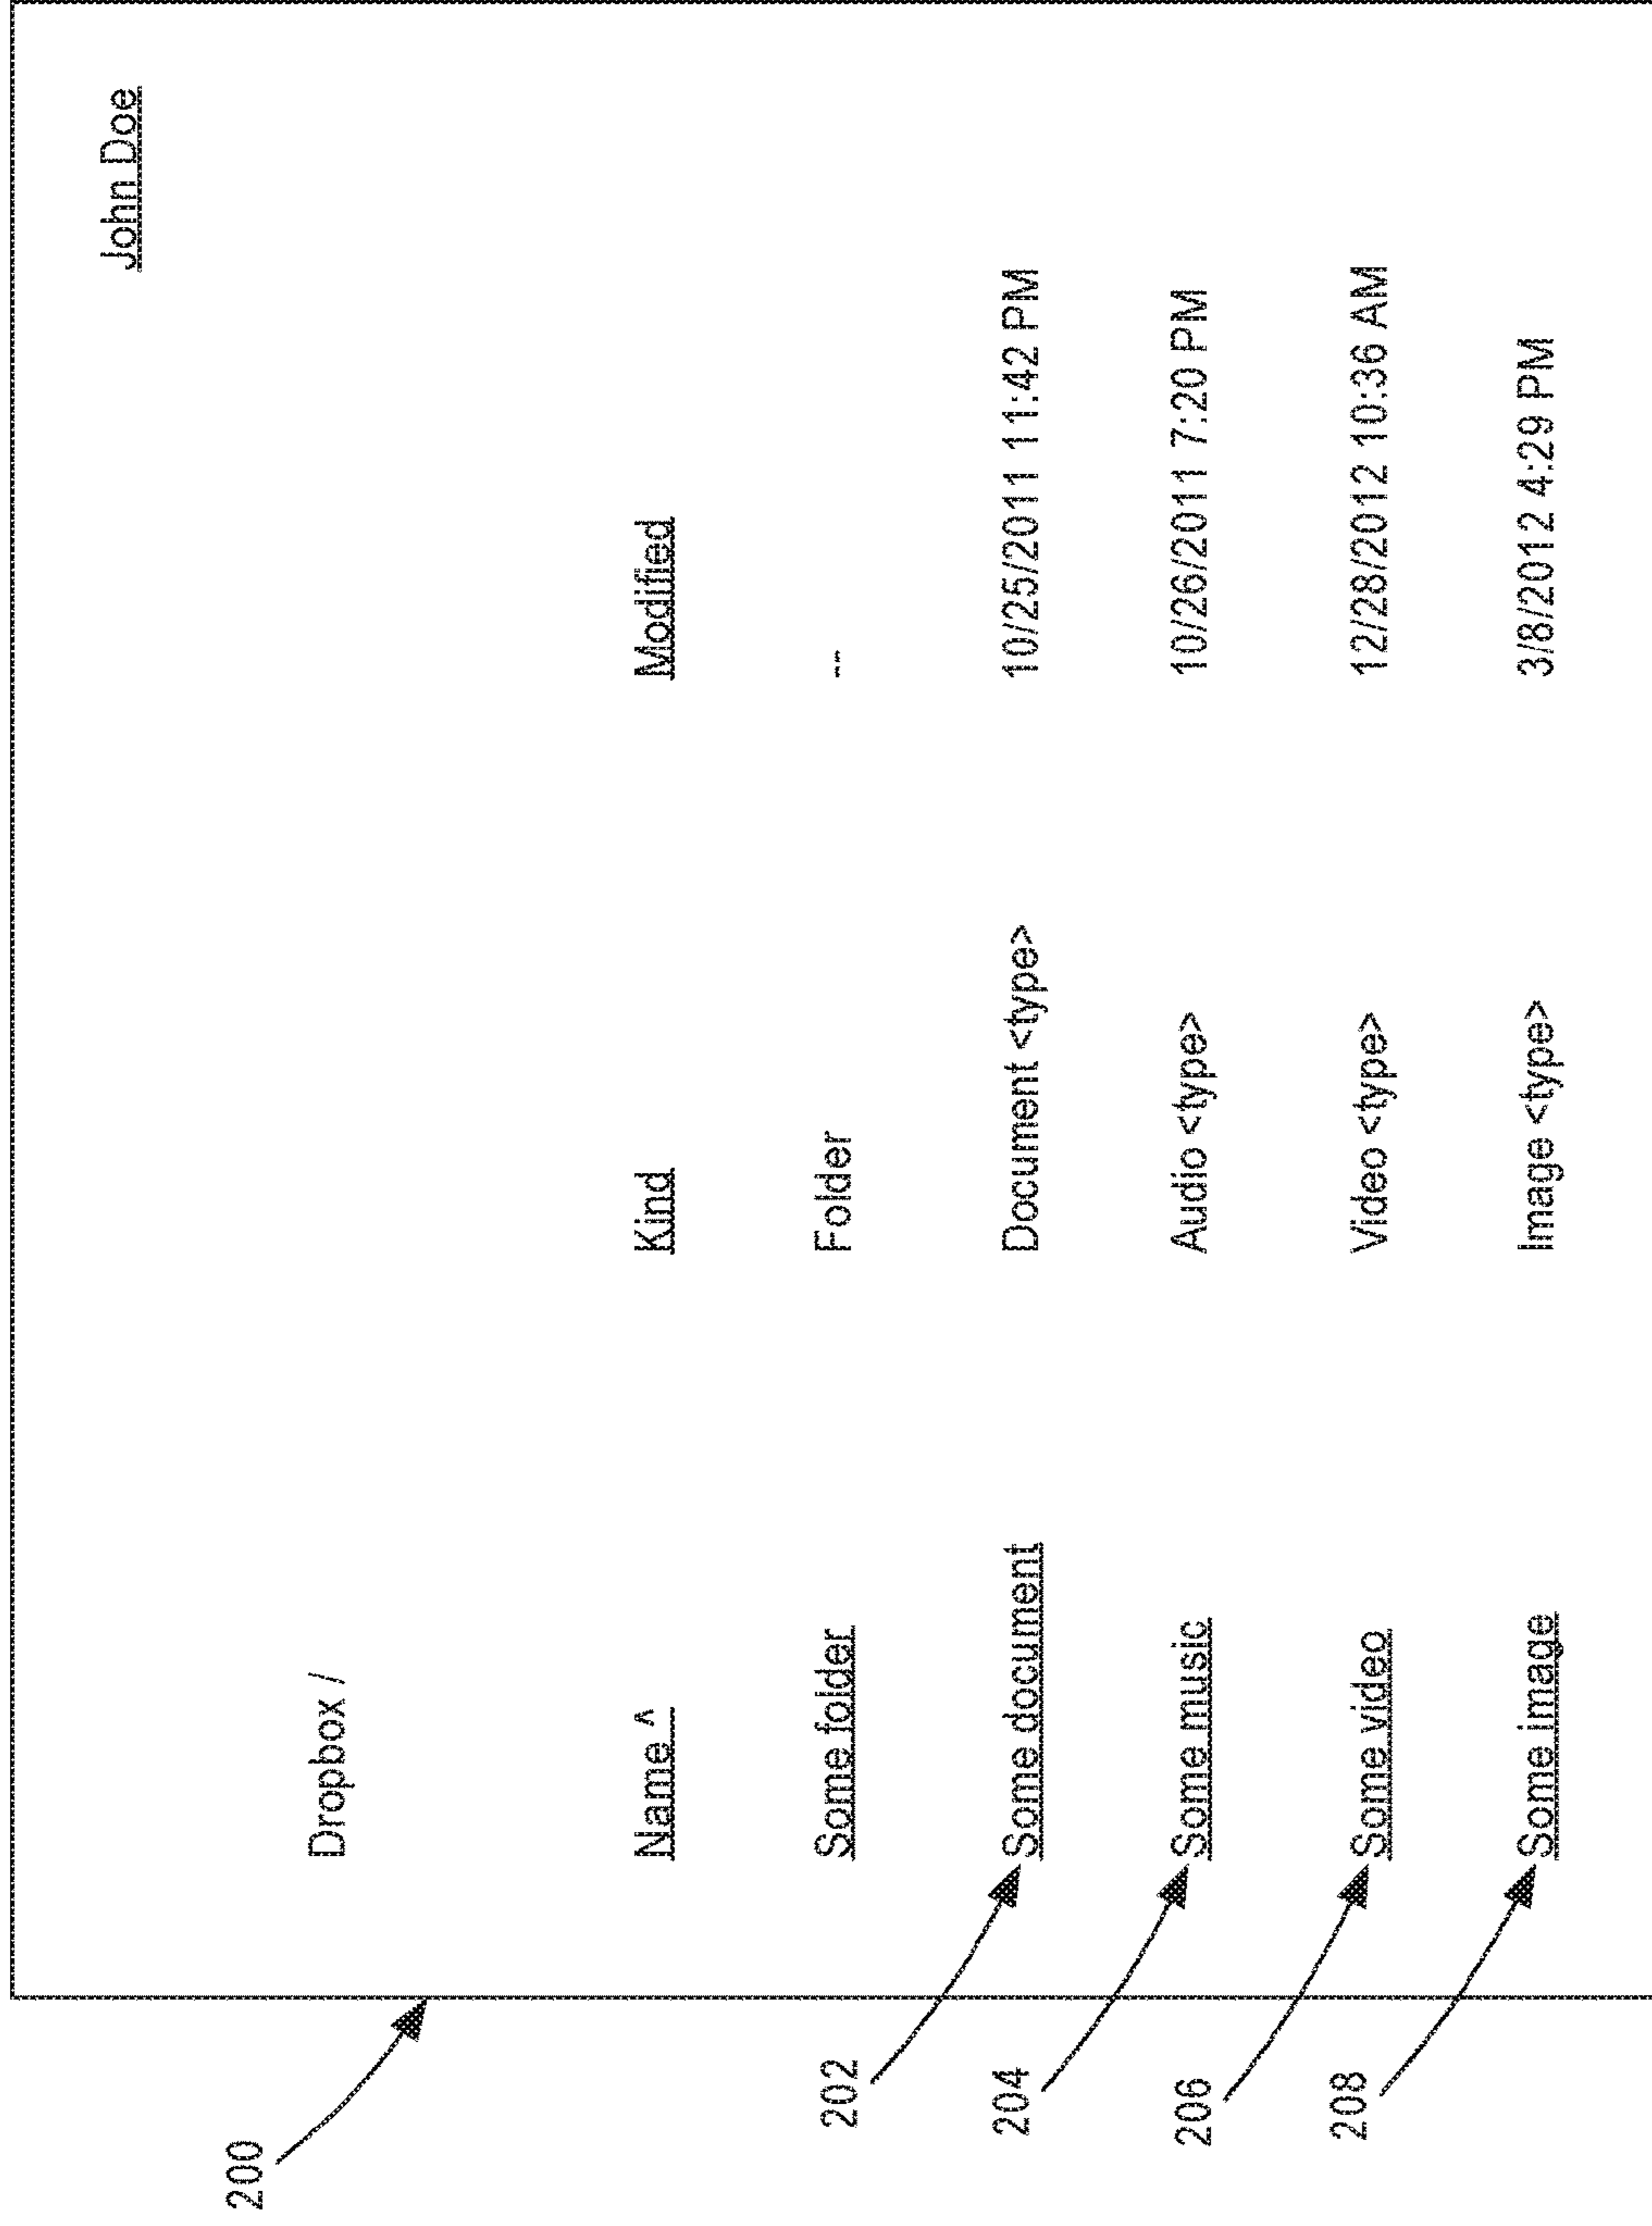 John Doe
200
Dropbox /
Name ^ Kind Modified
Some folder Folder --
202 Some document Document <type> 10/25/2011 11:42 PM
204 Some music Audio <type> 10/26/2011 7:20 PM
206 Some video Video <type> 12/28/2012 10:36 AM
208 Some image Image <type> 3/8/2012 4:29 PM